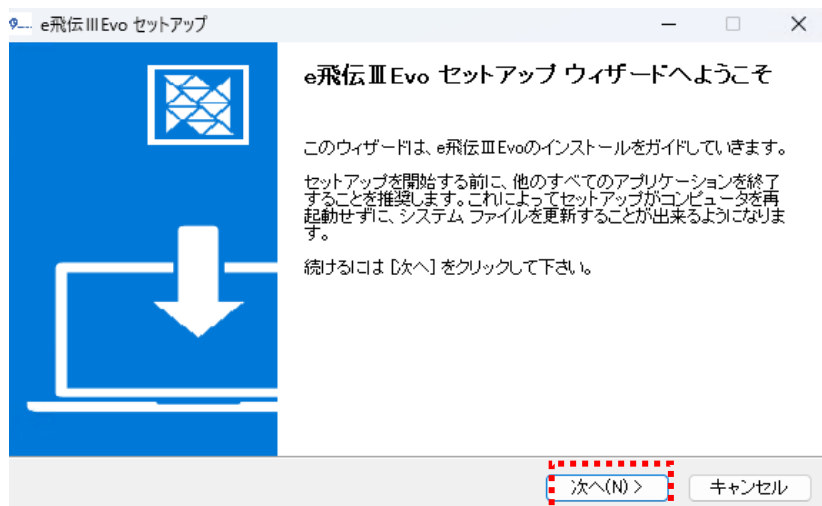 e飛伝ⅢEvo セットアップ
e飛伝ⅢEvo セットアップ ウィザードへようこそ
このウィザードは、e飛伝ⅢEvoのインストールをガイドしていきます。
セットアップを開始する前に、他のすべてのアプリケーションを終了
することを推奨します。これによってセットアップがコンピュータを再
起動せずに、システム ファイルを更新することが出来るようになりま
す。
続けるには [次へ] をクリックして下さい。
次へ(N) >
キャンセル